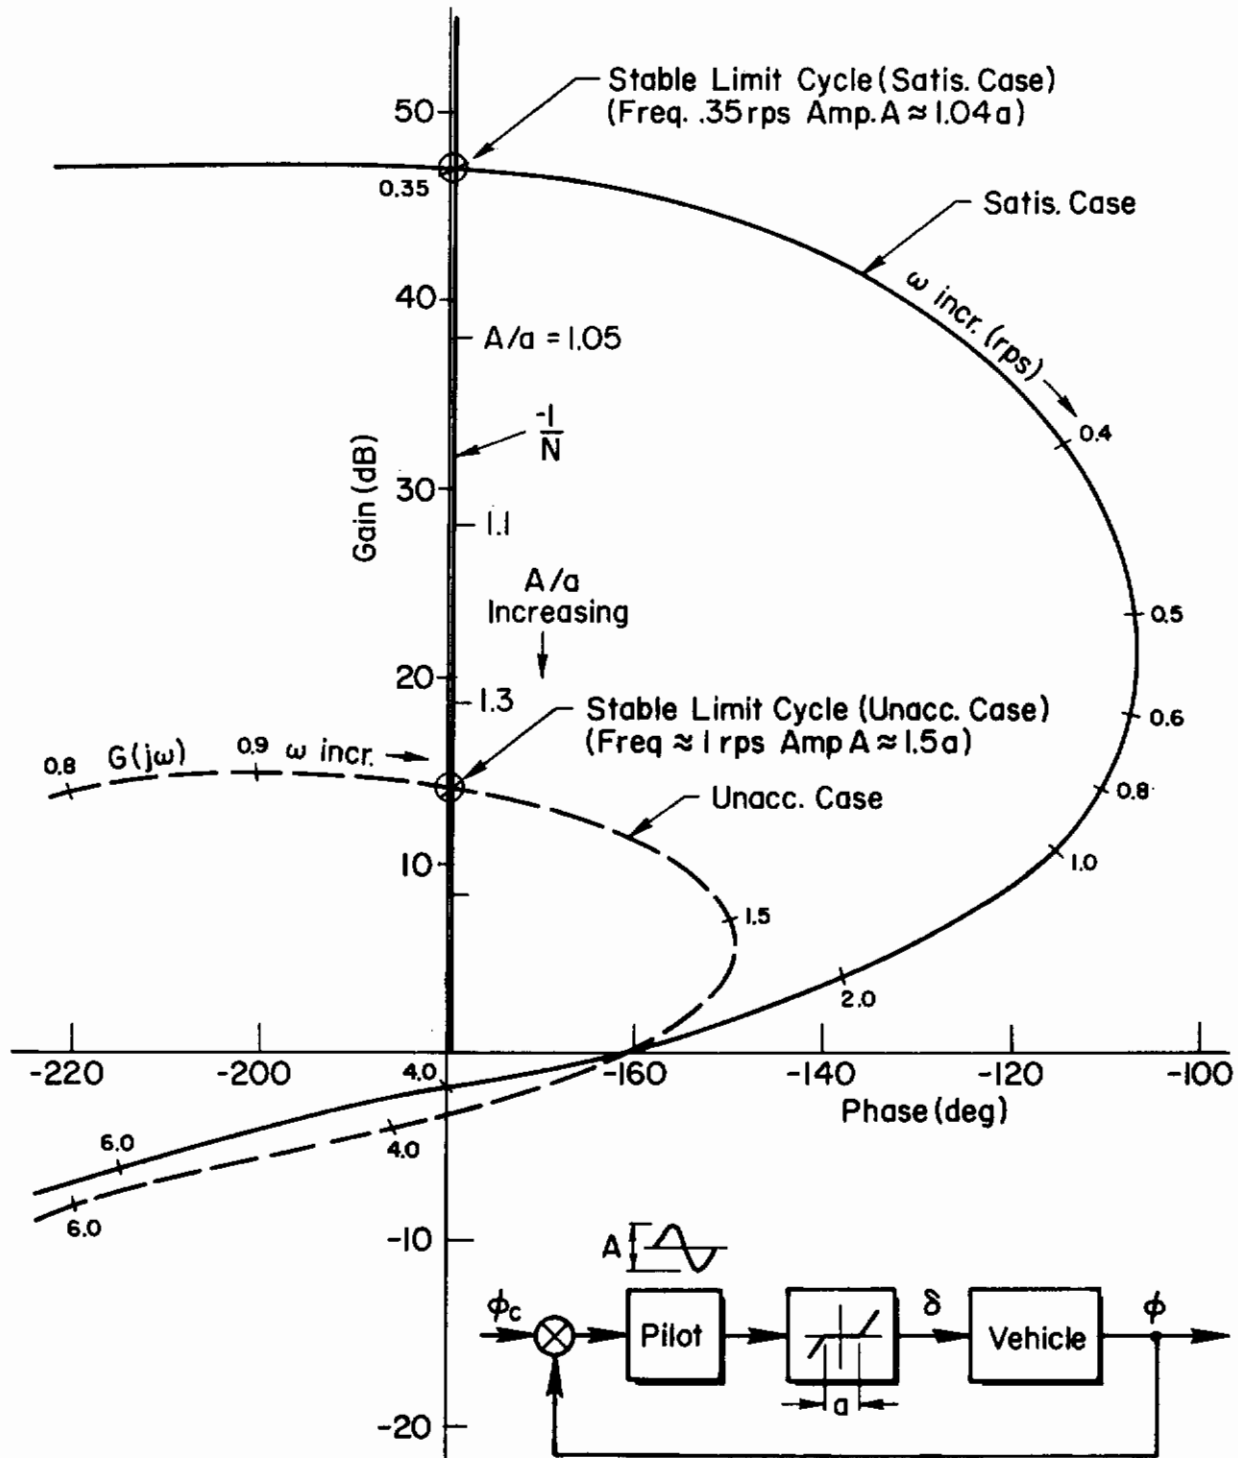 Stable Limit Cycle (Satis. Case)
(Freq. .35 rps Amp. A ≈ 1.04 a)
50
0.35
Satis. Case
ω incr. (rps)
40
A/a = 1.05
-1
N
0.4
Gain (dB)
30
1.1
A/a
Increasing
0.5
20
1.3
0.6
Stable Limit Cycle (Unacc. Case)
(Freq ≈ 1 rps Amp A ≈ 1.5 a)
0.8
G(jω)
0.9
ω incr.
0.8
Unacc. Case
10
1.0
1.5
2.0
-220
-200
4.0
-160
-140
-120
-100
Phase (deg)
6.0
4.0
6.0
-10
A
ϕc
Pilot
δ
Vehicle
ϕ
a
-20